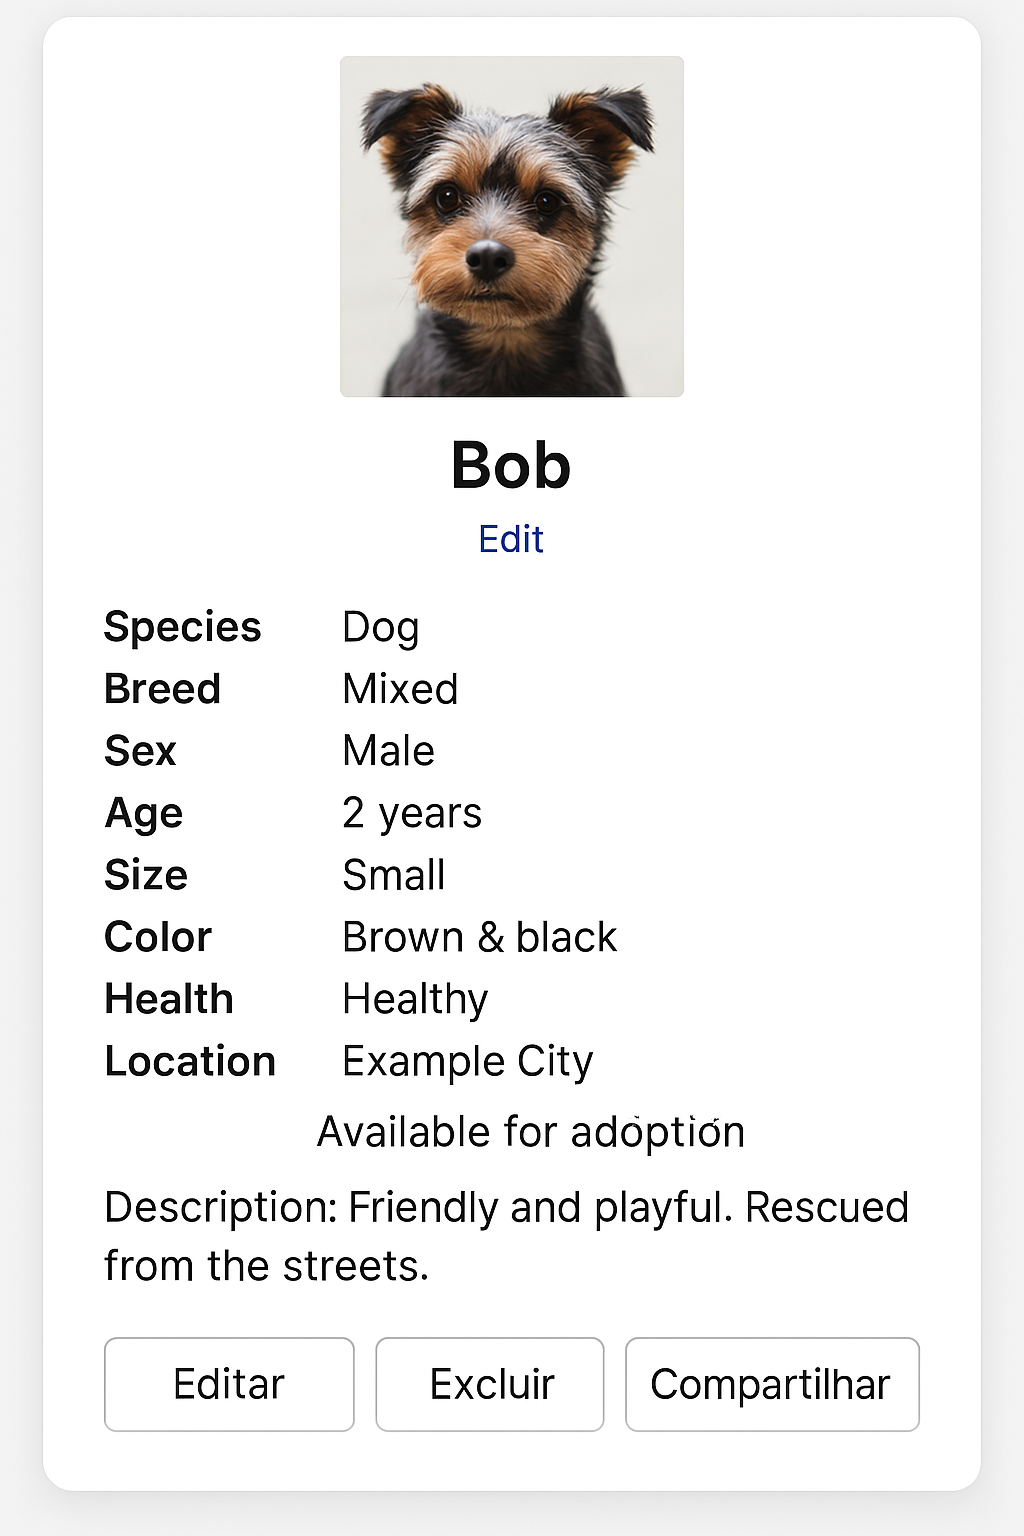 Bob
Edit
Species Dog
Breed Mixed
Sex Male
Age 2 years
Size Small
Color Brown & black
Health Healthy
Location Example City
Available for adoption
Description: Friendly and playful. Rescued
from the streets.
Editar Excluir Compartilhar